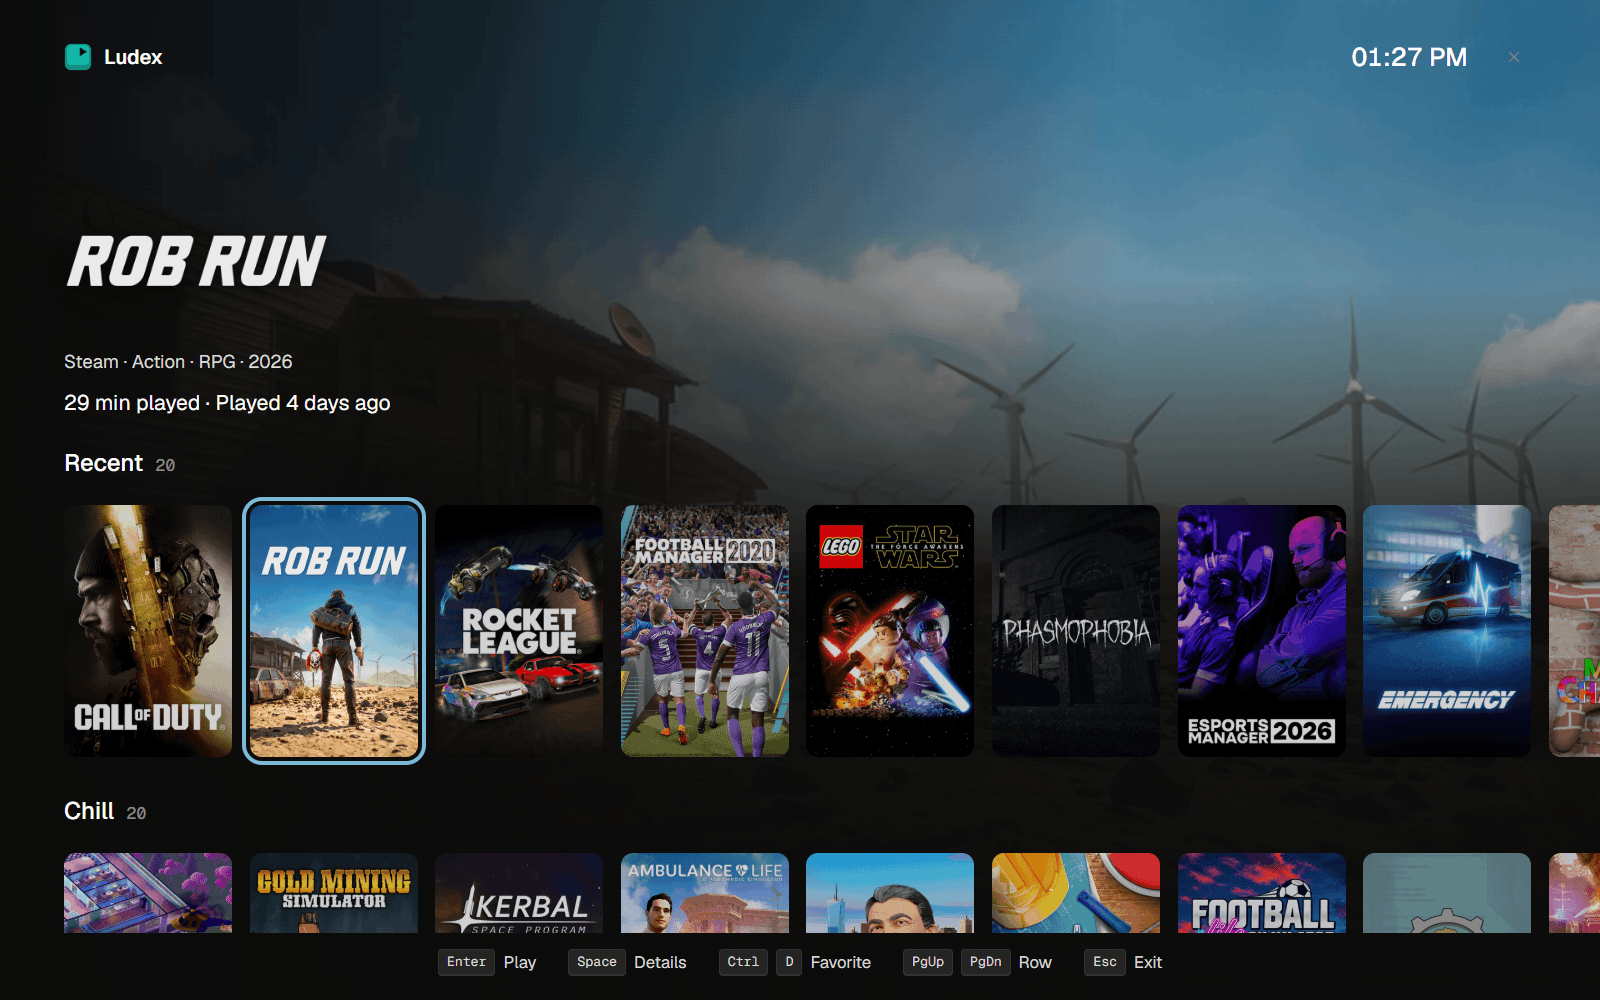 Ludex
01:27 PM
ROB RUN
Steam · Action · RPG · 2026
29 min played · Played 4 days ago
Recent 20
CALL OF DUTY
ROB RUN
ROCKET
LEAGUE
FOOTBALL
MANAGER 2020
LEGO
STAR
THE FORCE AWAKENS
WARS
PHASMOPHOBIA
ESPORTS
MANAGER 2026
EMERGENCY
Chill 20
GOLD MINING
SIMULATOR
KERBAL
SPACE PROGRAM
AMBULANCE LIFE
A PARAMEDIC SIMULATOR
FOOTBALL
Enter Play
Space Details
Ctrl D Favorite
PgUp PgDn Row
Esc Exit